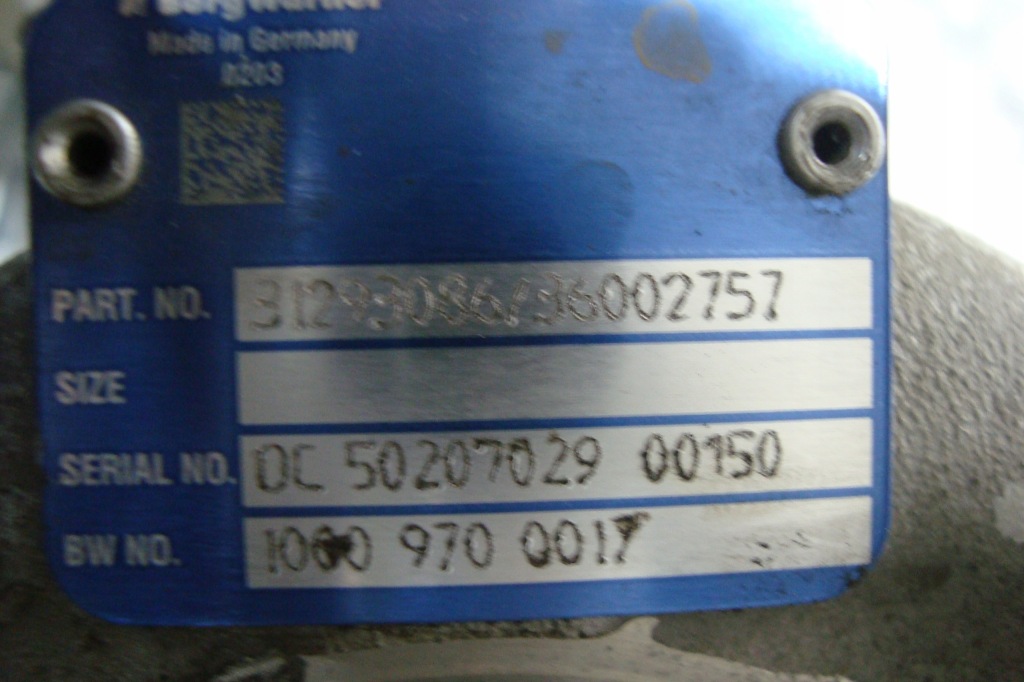 BorgWarner
Made in Germany
0203
PART. NO. 31293086/36002757
SIZE
SERIAL NO. DC 50207029 00150
BW NO. 1000 970 0017